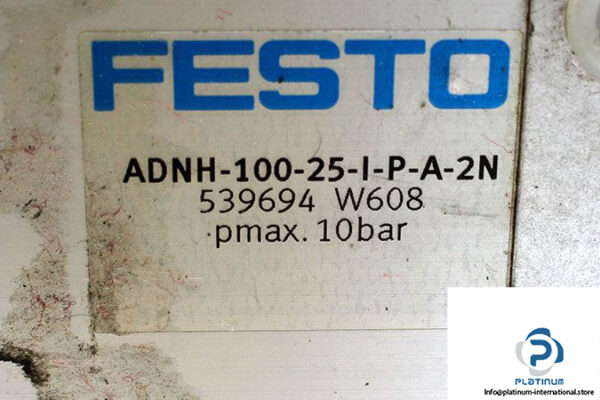 FESTO
ADNH-100-25-I-P-A-2N
539694 W608
pmax. 10bar
PLATINUM
Info@platinum-international.store